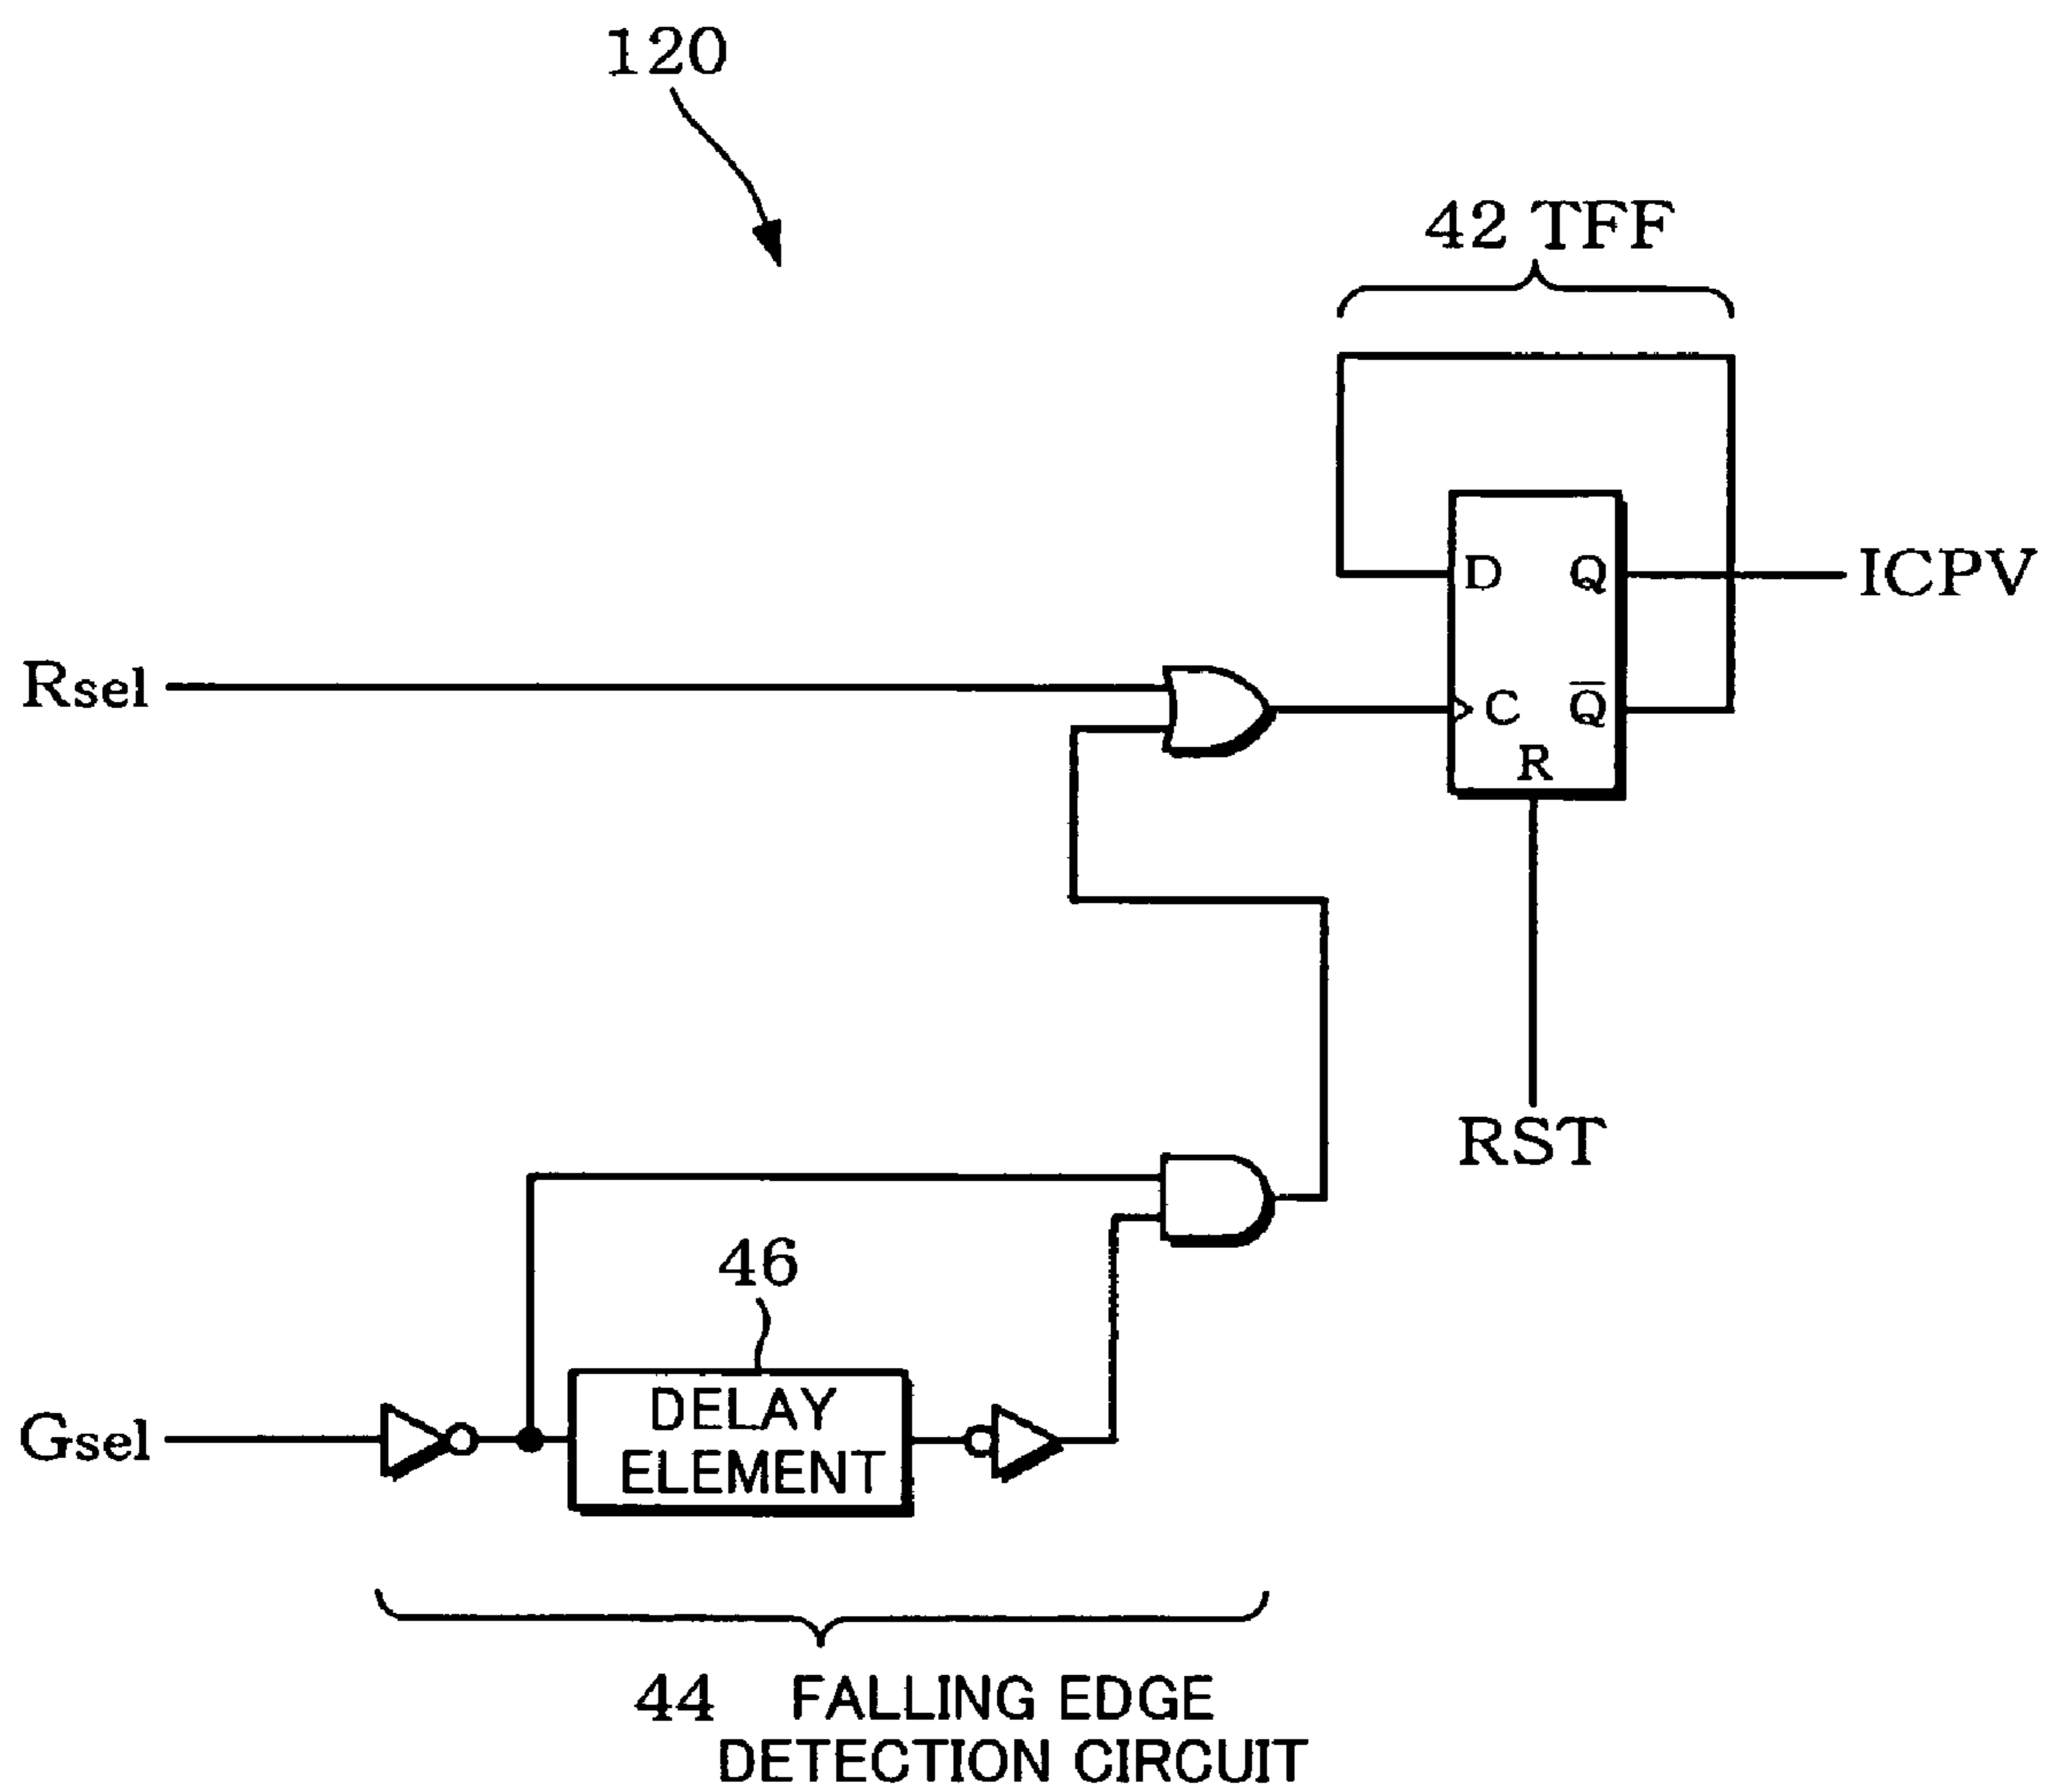 120
42 TFF
D Q
ICPV
Rsel
C Q̅
R
RST
46
Gsel
DELAY
ELEMENT
44 FALLING EDGE
DETECTION CIRCUIT